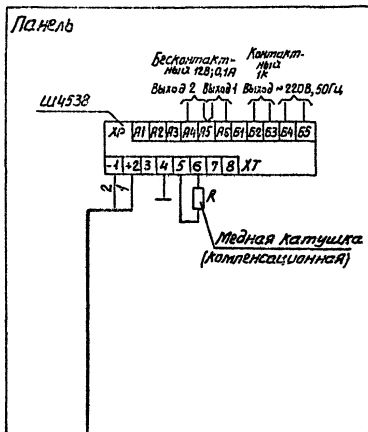 Панель
Бесконтакт-
ный 12В; 0,1А
Контакт-
ный
1к
Выход 2 Выход 1 Выход ~220В, 50Гц
Ш4538
ХР А1 А2 А3 А4 А5 А6 Б1 Б2 Б3 Б4 Б5
-1 +2 3 4 5 6 7 8 ХТ
2 1
R
Медная катушка
(компенсационная)